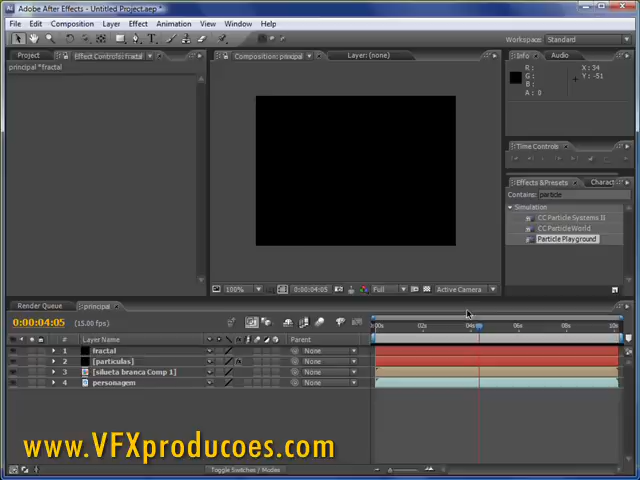 Adobe After Effects - Untitled Project.aep *
File Edit Composition Layer Effect Animation View Window Help
Workspace: Standard
Project Effect Controls: fractal
Composition: principal Layer: (none)
Info Audio
principal * fractal
R: X: 34
G: Y: -51
B:
A: 0
Time Controls
Effects & Presets Charact
Contains: particle
Simulation
CC Particle Systems II
CC Particle World
Particle Playground
100% 0:00:04:05 Full Active Camera
Render Queue principal
0:00:04:05 (15.00 fps)
:00s 02s 04s 06s 08s 10s
# Layer Name Parent
1 fractal None
2 [particulas] None
3 [silueta branca Comp 1] None
4 personagem None
www.VFXproducoes.com
Toggle Switches / Modes